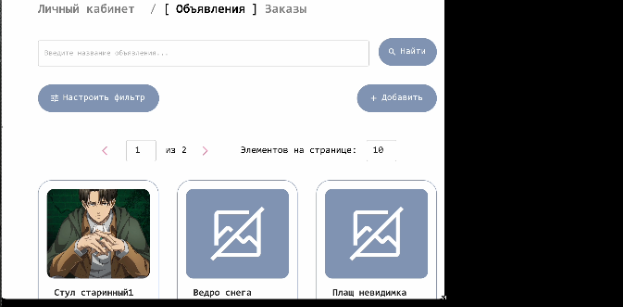 Личный кабинет / [ Объявления ] Заказы
Введите название объявления...
Найти
Настроить фильтр
+ Добавить
1 из 2 Элементов на странице: 10
Стул старинный1
Ведро снега
Плащ невидимка